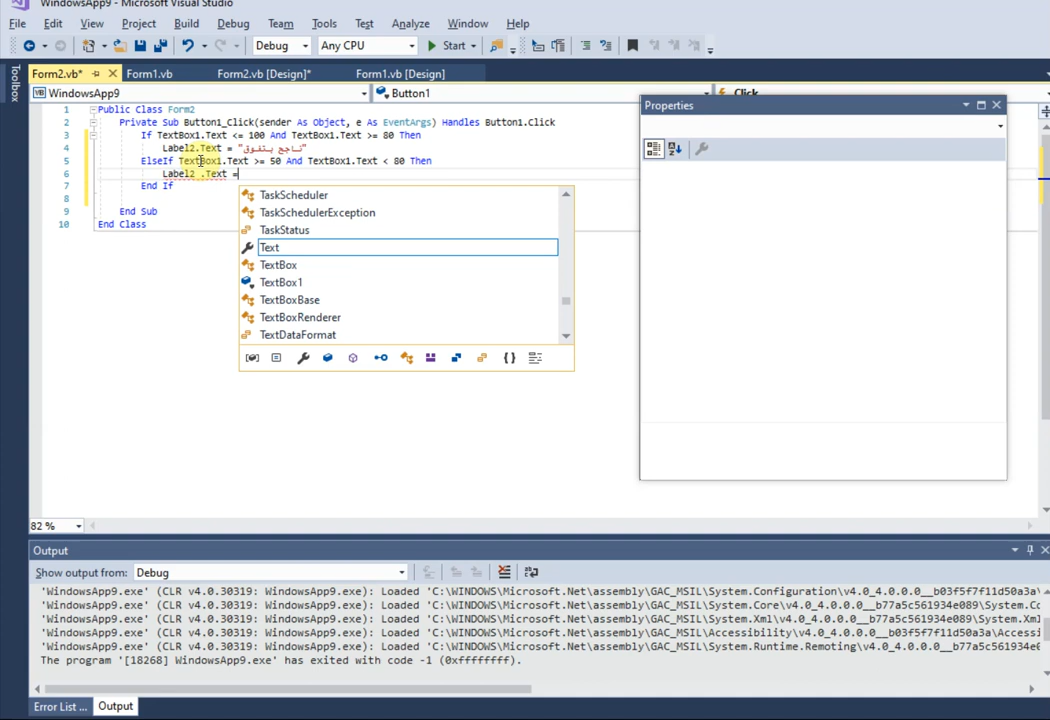 WindowsApp9 - Microsoft Visual Studio
File Edit View Project Build Debug Team Tools Test Analyze Window Help
Debug Any CPU Start
Toolbox
Form2.vb* Form1.vb Form2.vb [Design]* Form1.vb [Design]
WindowsApp9 Button1 Click
1 Public Class Form2
2 Private Sub Button1_Click(sender As Object, e As EventArgs) Handles Button1.Click
3 If TextBox1.Text <= 100 And TextBox1.Text >= 80 Then
4 Label2.Text = "ناجح بتفوق"
5 ElseIf TextBox1.Text >= 50 And TextBox1.Text < 80 Then
6 Label2 .Text =
7 End If
8
9 End Sub
10 End Class
TaskScheduler
TaskSchedulerException
TaskStatus
Text
TextBox
TextBox1
TextBoxBase
TextBoxRenderer
TextDataFormat
Properties
82 %
Output
Show output from: Debug
'WindowsApp9.exe' (CLR v4.0.30319: WindowsApp9.exe): Loaded 'C:\WINDOWS\Microsoft.Net\assembly\GAC_MSIL\System.Configuration\v4.0_4.0.0.0__b03f5f7f11d50a3a\
'WindowsApp9.exe' (CLR v4.0.30319: WindowsApp9.exe): Loaded 'C:\WINDOWS\Microsoft.Net\assembly\GAC_MSIL\System.Core\v4.0_4.0.0.0__b77a5c561934e089\System.Co
'WindowsApp9.exe' (CLR v4.0.30319: WindowsApp9.exe): Loaded 'C:\WINDOWS\Microsoft.Net\assembly\GAC_MSIL\System.Xml\v4.0_4.0.0.0__b77a5c561934e089\System.Xml
'WindowsApp9.exe' (CLR v4.0.30319: WindowsApp9.exe): Loaded 'C:\WINDOWS\Microsoft.Net\assembly\GAC_MSIL\Accessibility\v4.0_4.0.0.0__b03f5f7f11d50a3a\Accessi
'WindowsApp9.exe' (CLR v4.0.30319: WindowsApp9.exe): Loaded 'C:\WINDOWS\Microsoft.Net\assembly\GAC_MSIL\System.Runtime.Remoting\v4.0_4.0.0.0__b77a5c561934e0
The program '[18268] WindowsApp9.exe' has exited with code -1 (0xffffffff).
Error List ... Output